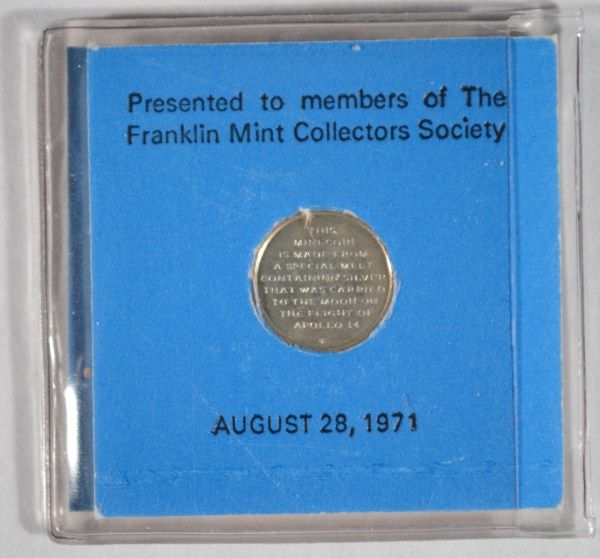 Presented to members of The
Franklin Mint Collectors Society
THIS
MINI-COIN
IS MADE FROM
A SPECIAL MELT
CONTAINING SILVER
THAT WAS CARRIED
TO THE MOON ON
THE FLIGHT OF
APOLLO 14
AUGUST 28, 1971